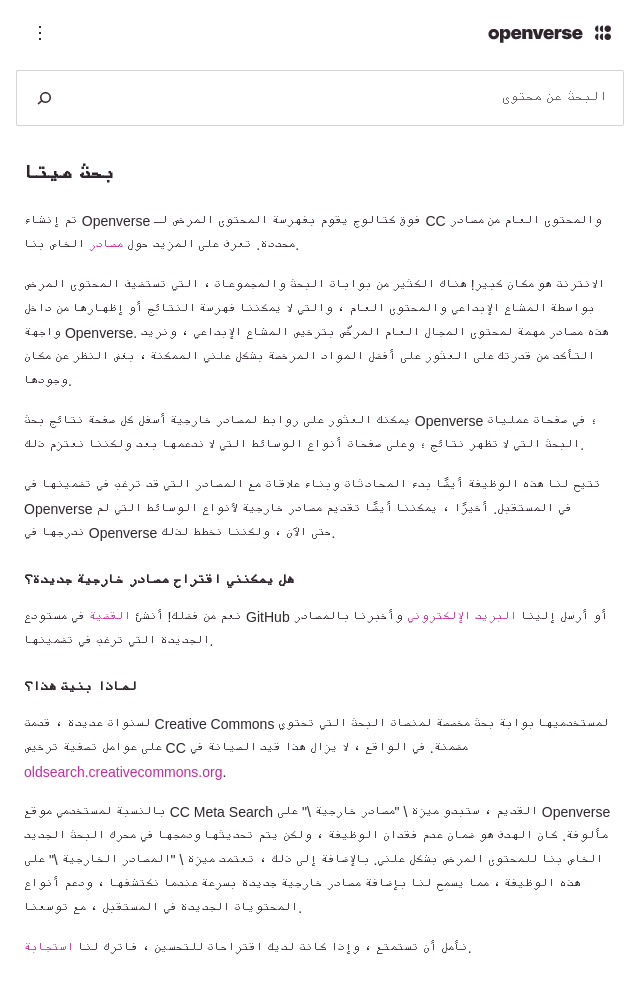 openverse
البحث عن محتوى
بحث ميتا
تم إنشاء Openverse فوق كتالوج يقوم بفهرسة المحتوى المرخص لـ CC والمحتوى العام من مصادر
محددة. تعرف على المزيد حول مصادر الخاص بنا.
الانترنت هو مكان كبير! هناك الكثير من بوابات البحث والمجموعات ، التي تستضيف المحتوى المرخص
بواسطة المشاع الإبداعي والمحتوى العام ، والتي لا يمكننا فهرسة النتائج أو إظهارها من داخل
واجهة Openverse. هذه مصادر مهمة لمحتوى المجال العام المرخّص بترخيص المشاع الإبداعي ، ونريد
التأكد من قدرتك على العثور على أفضل المواد المرخصة بشكل علني الممكنة ، بغض النظر عن مكان
وجودها.
يمكنك العثور على روابط لمصادر خارجية أسفل كل صفحة نتائج بحث Openverse ؛ في صفحات عمليات
البحث التي لا تظهر نتائج ؛ وعلى صفحات أنواع الوسائط التي لا ندعمها بعد ولكننا نعتزم ذلك.
تتيح لنا هذه الوظيفة أيضًا بدء المحادثات وبناء علاقات مع المصادر التي قد ترغب في تضمينها في
Openverse في المستقبل. أخيرًا ، يمكننا أيضًا تقديم مصادر خارجية لأنواع الوسائط التي لم
ندرجها في Openverse حتى الآن ، ولكننا نخطط لذلك.
هل يمكنني اقتراح مصادر خارجية جديدة؟
نعم من فضلك! أنشئ القضية في مستودع GitHub أو أرسل إلينا البريد الإلكتروني وأخبرنا بالمصادر
الجديدة التي ترغب في تضمينها.
لماذا بنيت هذا؟
لسنوات عديدة ، قدمت Creative Commons لمستخدميها بوابة بحث مخصصة لمنصات البحث التي تحتوي
على عوامل تصفية ترخيص CC مضمنة. في الواقع ، لا يزال هذا قيد الصيانة في
oldsearch.creativecommons.org.
بالنسبة لمستخدمي موقع CC Meta Search القديم ، ستبدو ميزة \ "مصادر خارجية \" على Openverse
مألوفة. كان الهدف هو ضمان عدم فقدان الوظيفة ، ولكن يتم تحديثها ودمجها في محرك البحث الجديد
الخاص بنا للمحتوى المرخص بشكل علني. بالإضافة إلى ذلك ، تعتمد ميزة \ "المصادر الخارجية \" على
هذه الوظيفة ، مما يسمح لنا بإضافة مصادر خارجية جديدة بسرعة عندما نكتشفها ، ودعم أنواع
المحتويات الجديدة في المستقبل ، مع توسعنا.
نأمل أن تستمتع ، وإذا كانت لديك اقتراحات للتحسين ، فاترك لنا استجابة.